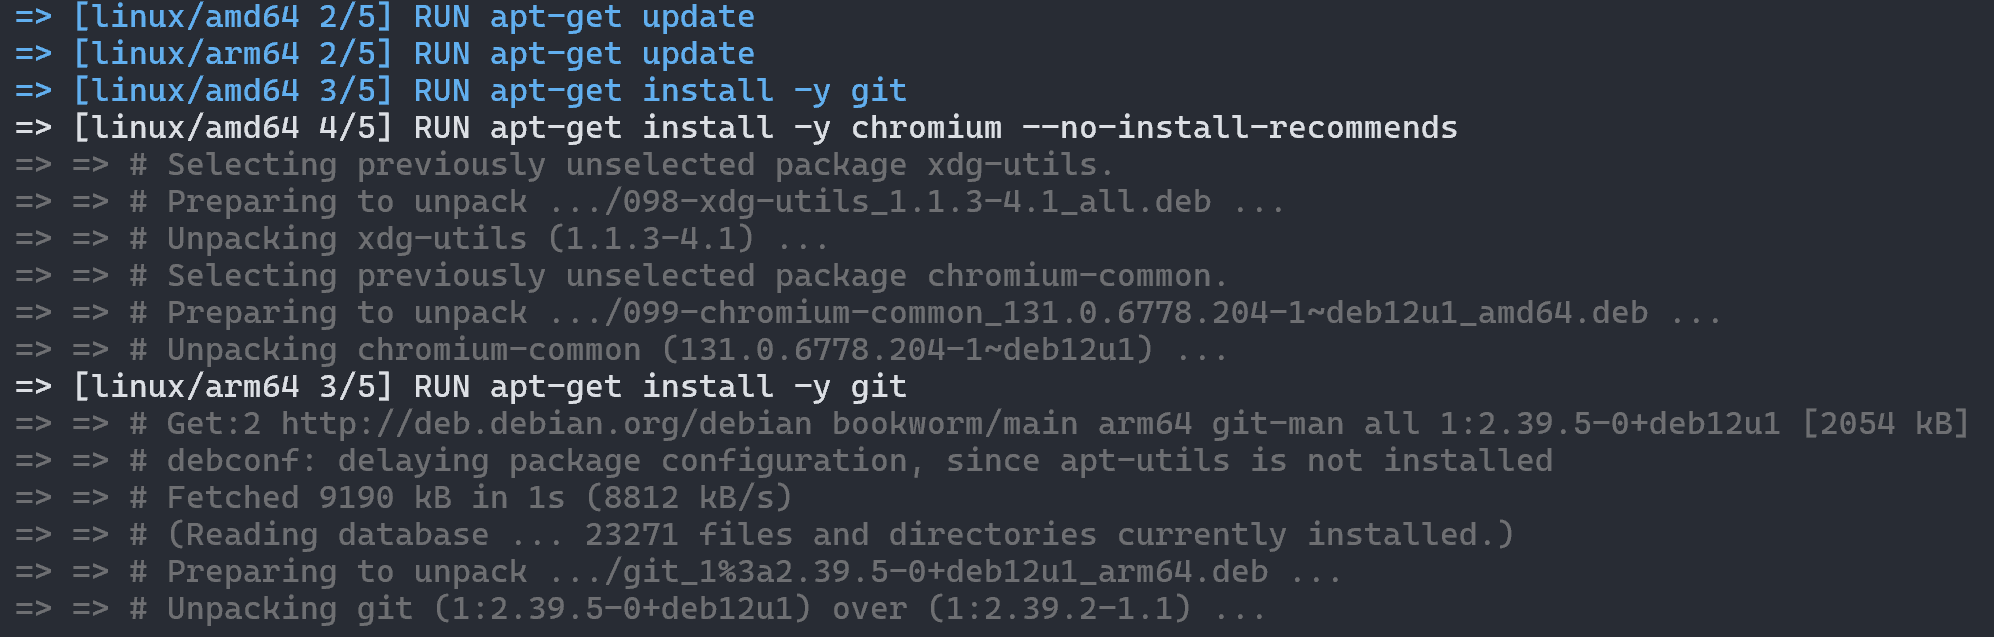 => [linux/amd64 2/5] RUN apt-get update
=> [linux/arm64 2/5] RUN apt-get update
=> [linux/amd64 3/5] RUN apt-get install -y git
=> [linux/amd64 4/5] RUN apt-get install -y chromium --no-install-recommends
=> => # Selecting previously unselected package xdg-utils.
=> => # Preparing to unpack .../098-xdg-utils_1.1.3-4.1_all.deb ...
=> => # Unpacking xdg-utils (1.1.3-4.1) ...
=> => # Selecting previously unselected package chromium-common.
=> => # Preparing to unpack .../099-chromium-common_131.0.6778.204-1~deb12u1_amd64.deb ...
=> => # Unpacking chromium-common (131.0.6778.204-1~deb12u1) ...
=> [linux/arm64 3/5] RUN apt-get install -y git
=> => # Get:2 http://deb.debian.org/debian bookworm/main arm64 git-man all 1:2.39.5-0+deb12u1 [2054 kB]
=> => # debconf: delaying package configuration, since apt-utils is not installed
=> => # Fetched 9190 kB in 1s (8812 kB/s)
=> => # (Reading database ... 23271 files and directories currently installed.)
=> => # Preparing to unpack .../git_1%3a2.39.5-0+deb12u1_arm64.deb ...
=> => # Unpacking git (1:2.39.5-0+deb12u1) over (1:2.39.2-1.1) ...